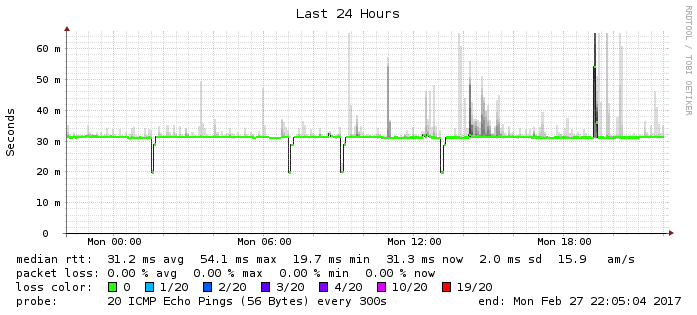 Last 24 Hours
RRDTOOL / TOBI OETIKER
Seconds
60 m
50 m
40 m
30 m
20 m
10 m
0
Mon 00:00 Mon 06:00 Mon 12:00 Mon 18:00
median rtt: 31.2 ms avg 54.1 ms max 19.7 ms min 31.3 ms now 2.0 ms sd 15.9 am/s
packet loss: 0.00 % avg 0.00 % max 0.00 % min 0.00 % now
loss color: 0 1/20 2/20 3/20 4/20 10/20 19/20
probe: 20 ICMP Echo Pings (56 Bytes) every 300s end: Mon Feb 27 22:05:04 2017